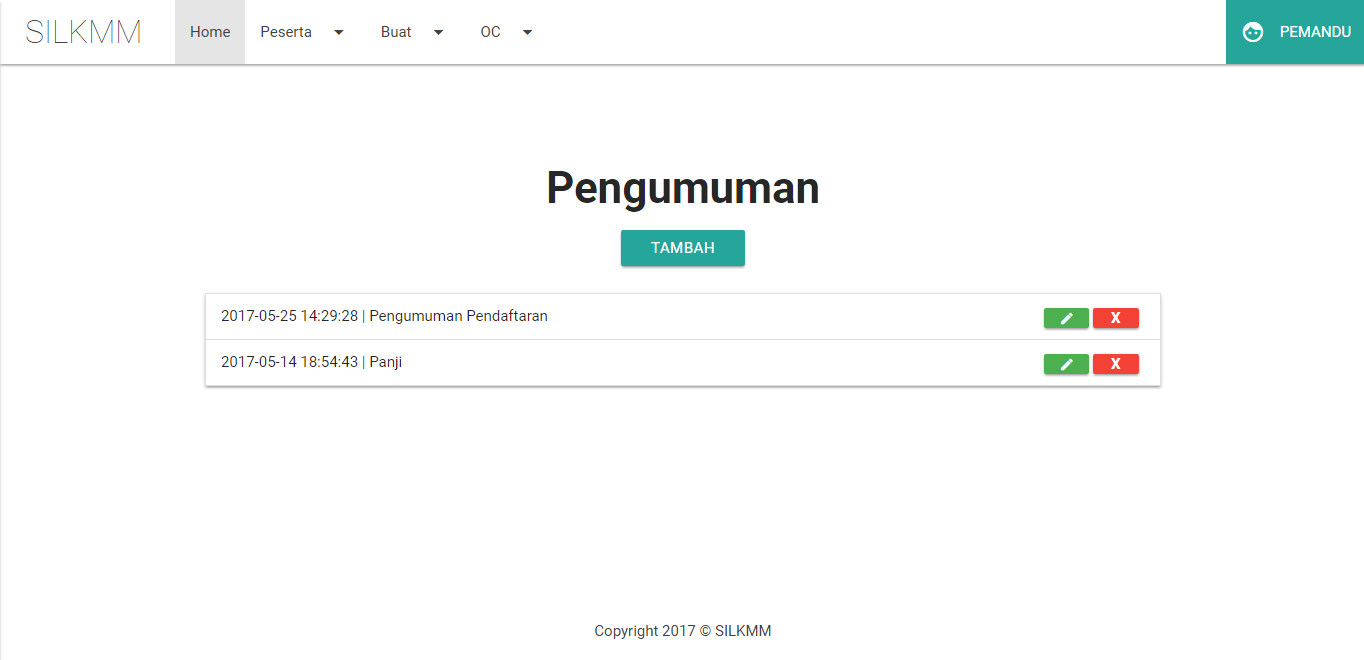 SILKMM Home Peserta Buat OC PEMANDU
Pengumuman
TAMBAH
2017-05-25 14:29:28 | Pengumuman Pendaftaran X
2017-05-14 18:54:43 | Panji X
Copyright 2017 © SILKMM